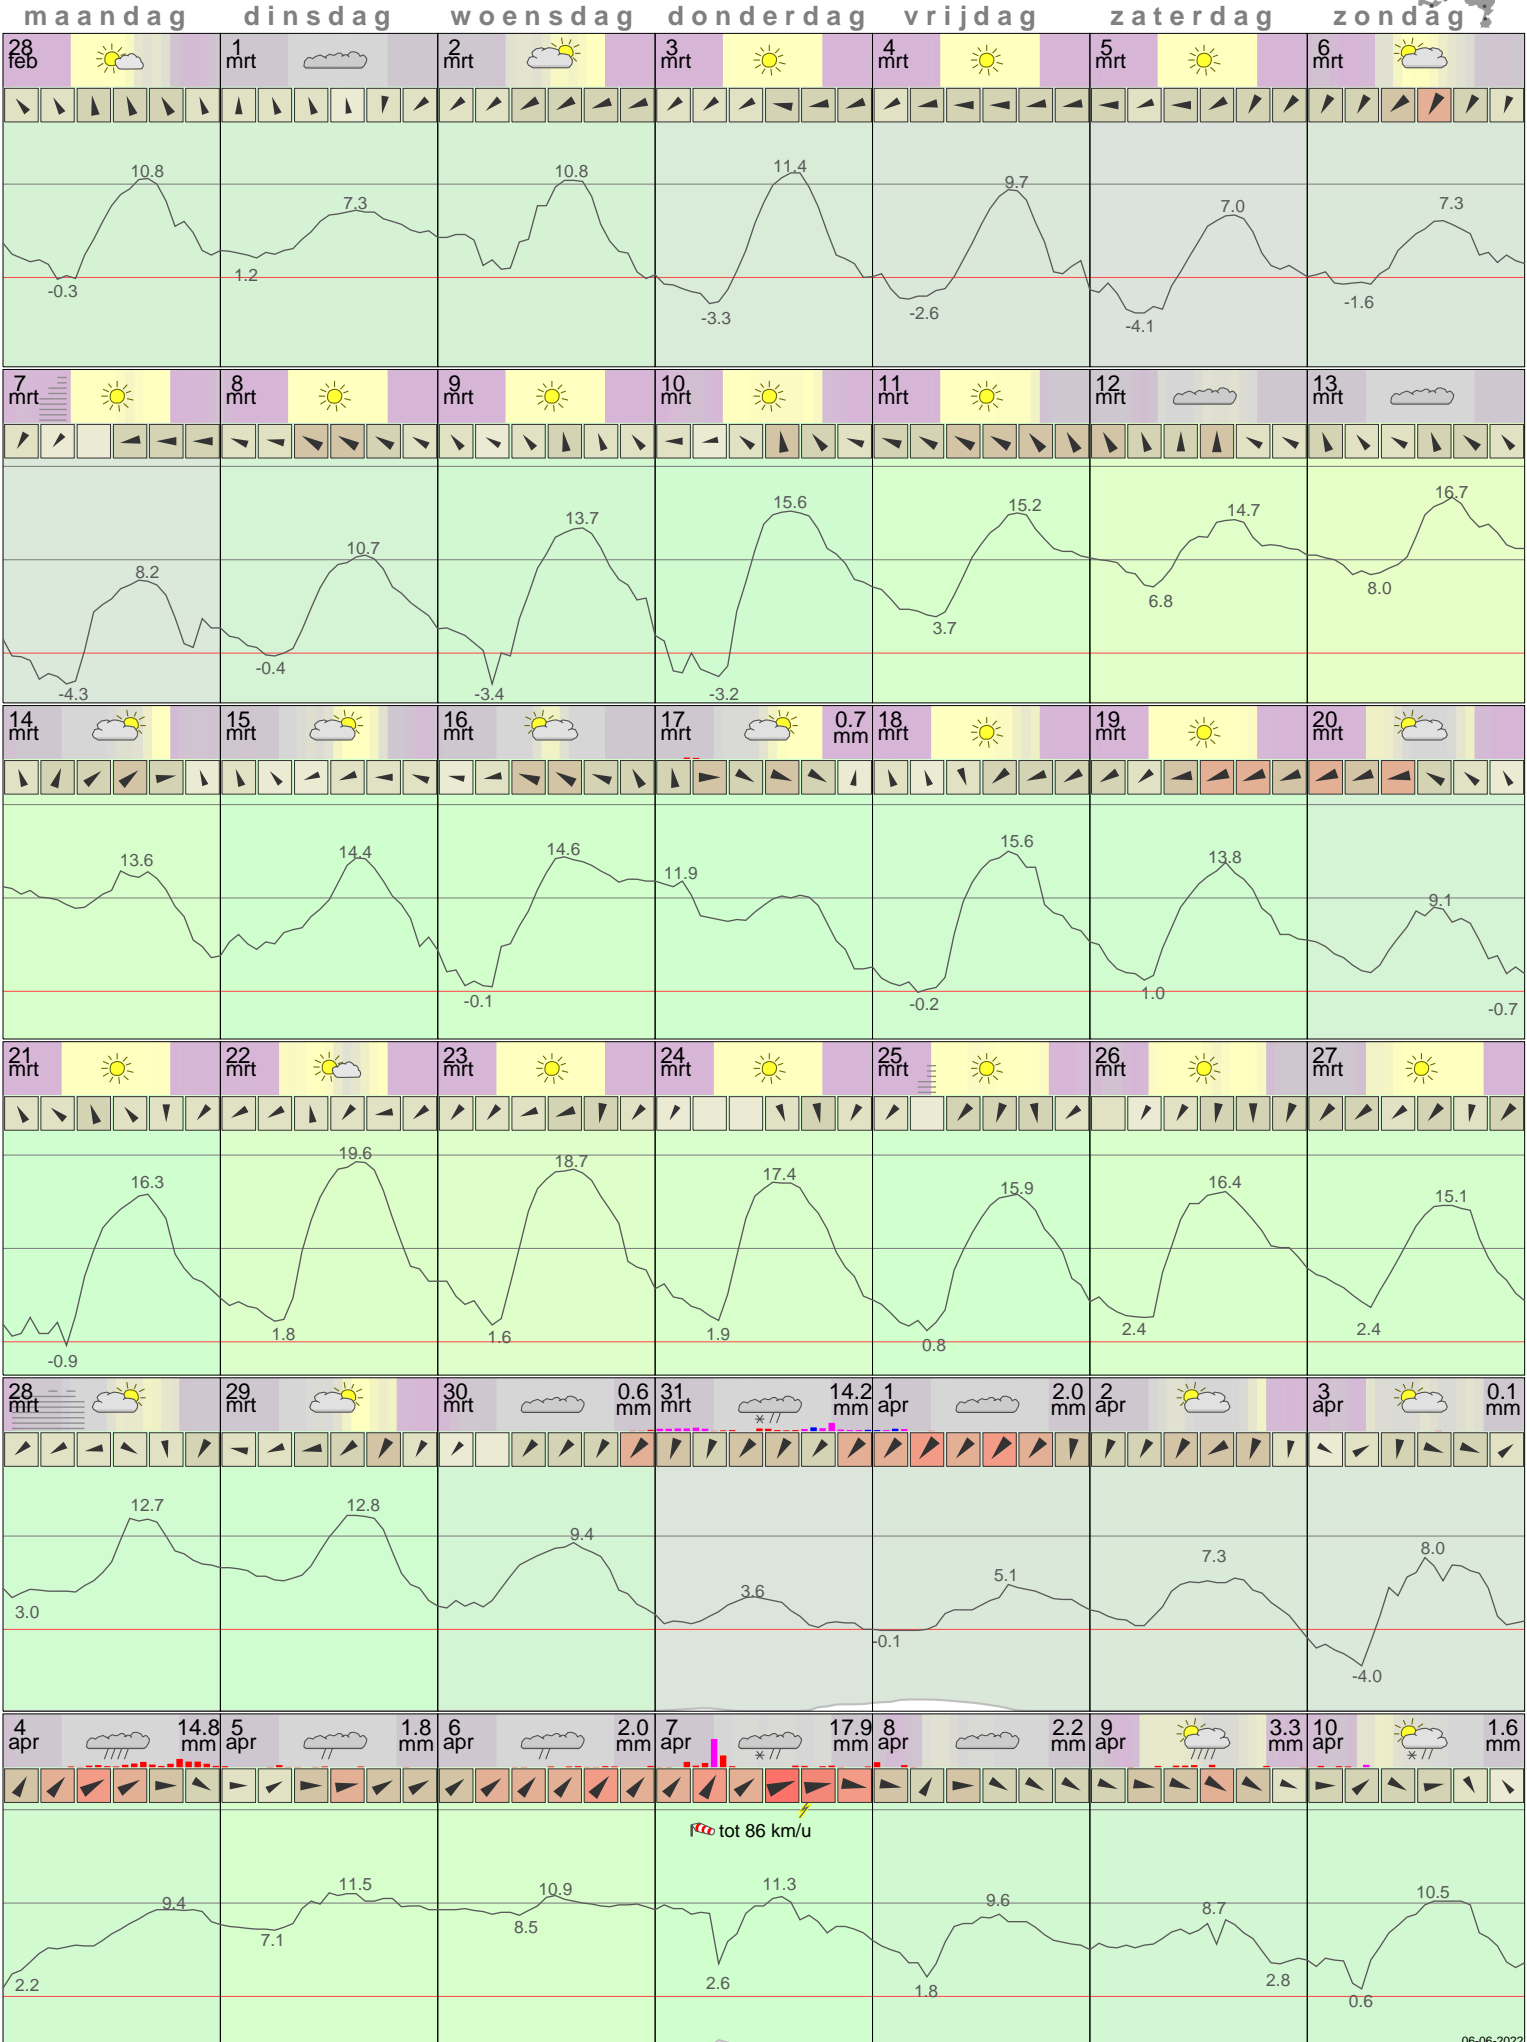 maandag dinsdag woensdag donderdag vrijdag zaterdag zondag
28 feb 1 mrt 2 mrt 3 mrt 4 mrt 5 mrt 6 mrt
10.8 7.3 10.8 11.4 9.7 7.0 7.3
-0.3 1.2 -3.3 -2.6 -4.1 -1.6
7 mrt 8 mrt 9 mrt 10 mrt 11 mrt 12 mrt 13 mrt
8.2 10.7 13.7 15.6 15.2 14.7 16.7
-4.3 -0.4 -3.4 -3.2 3.7 6.8 8.0
14 mrt 15 mrt 16 mrt 17 mrt 0.7 mm 18 mrt 19 mrt 20 mrt
13.6 14.4 14.6 11.9 15.6 13.8 9.1
-0.1 -0.2 1.0 -0.7
21 mrt 22 mrt 23 mrt 24 mrt 25 mrt 26 mrt 27 mrt
16.3 19.6 18.7 17.4 15.9 16.4 15.1
-0.9 1.8 1.6 1.9 0.8 2.4 2.4
28 mrt 29 mrt 30 mrt 0.6 mm 31 mrt 14.2 mm 1 apr 2.0 mm 2 apr 3 apr 0.1 mm
12.7 12.8 9.4 3.6 5.1 7.3 8.0
3.0 -0.1 -4.0
4 apr 14.8 mm 5 apr 1.8 mm 6 apr 2.0 mm 7 apr 17.9 mm 8 apr 2.2 mm 9 apr 3.3 mm 10 apr 1.6 mm
tot 86 km/u
9.4 11.5 10.9 11.3 9.6 8.7 10.5
2.2 7.1 8.5 2.6 1.8 2.8 0.6
06-06-2022